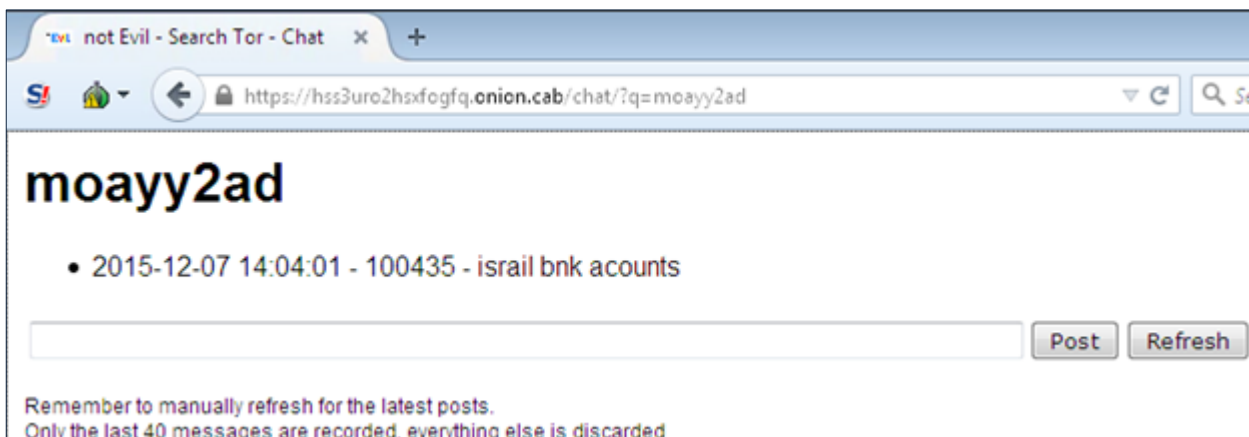 not Evil - Search Tor - Chat
https://hss3uro2hsxfogfq.onion.cab/chat/?q=moayy2ad
moayy2ad
2015-12-07 14:04:01 - 100435 - israil bnk acounts
Post Refresh
Remember to manually refresh for the latest posts.
Only the last 40 messages are recorded, everything else is discarded